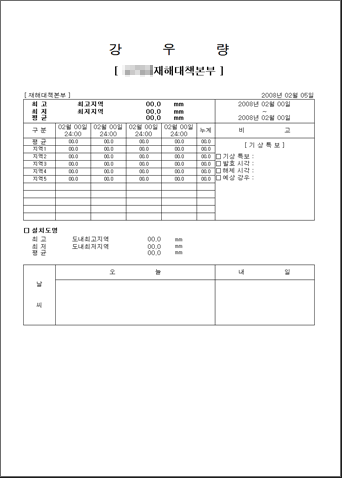 강 우 량
[ 재해대책본부 ]
[ 재해대책본부 ] 2008년 02월 05일
최 고 최고지역 00.0 mm 2008년 02월 00일
최 저 최저지역 00.0 mm ~
평 균 00.0 mm 2008년 02월 00일
구 분 02월 00일 24:00 02월 00일 24:00 02월 00일 24:00 02월 00일 24:00 누계 비 고
평 균 00.0 00.0 00.0 00.0 00.0 [ 기 상 특 보 ]
지역1 00.0 00.0 00.0 00.0 00.0
지역2 00.0 00.0 00.0 00.0 00.0 □ 기상 특보 :
지역3 00.0 00.0 00.0 00.0 00.0 □ 발효 시각 :
지역4 00.0 00.0 00.0 00.0 00.0 □ 해제 시각 :
지역5 00.0 00.0 00.0 00.0 00.0 □ 예상 강우 :
□ 설치도명
최 고 도내최고지역 00.0 mm
최 저 도내최저지역 00.0 mm
평 균 00.0 mm
날 씨 오 늘 내 일